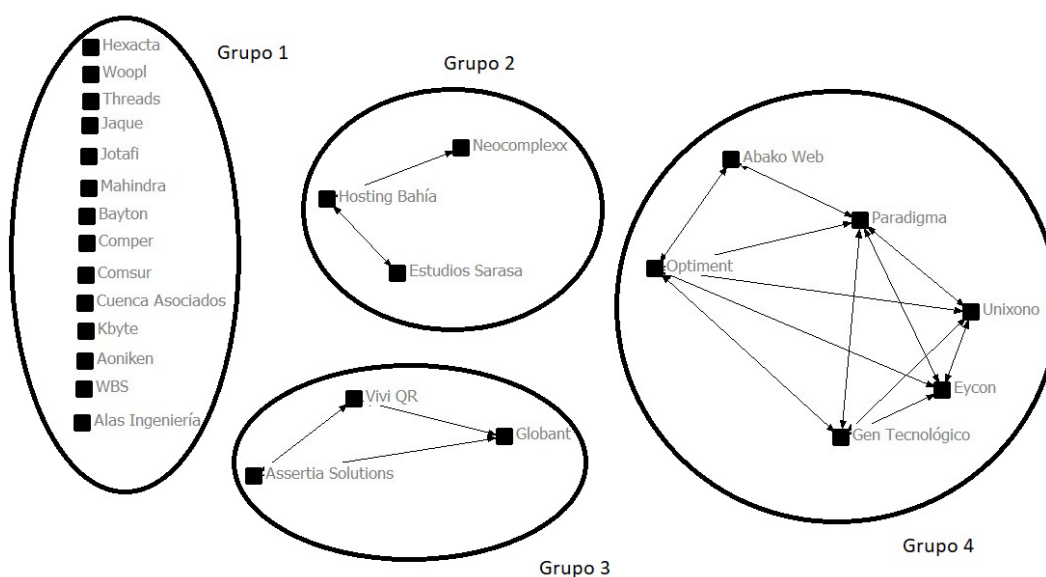 Grupo 1
Hexacta
Woopl
Threads
Jaque
Jotafi
Mahindra
Bayton
Comper
Comsur
Cuenca Asociados
Kbyte
Aoniken
WBS
Alas Ingeniería
Grupo 2
Neocomplexx
Hosting Bahía
Estudios Sarasa
Vivi QR
Globant
Assertia Solutions
Grupo 3
Abako Web
Paradigma
Optiment
Unixono
Eycon
Gen Tecnológico
Grupo 4